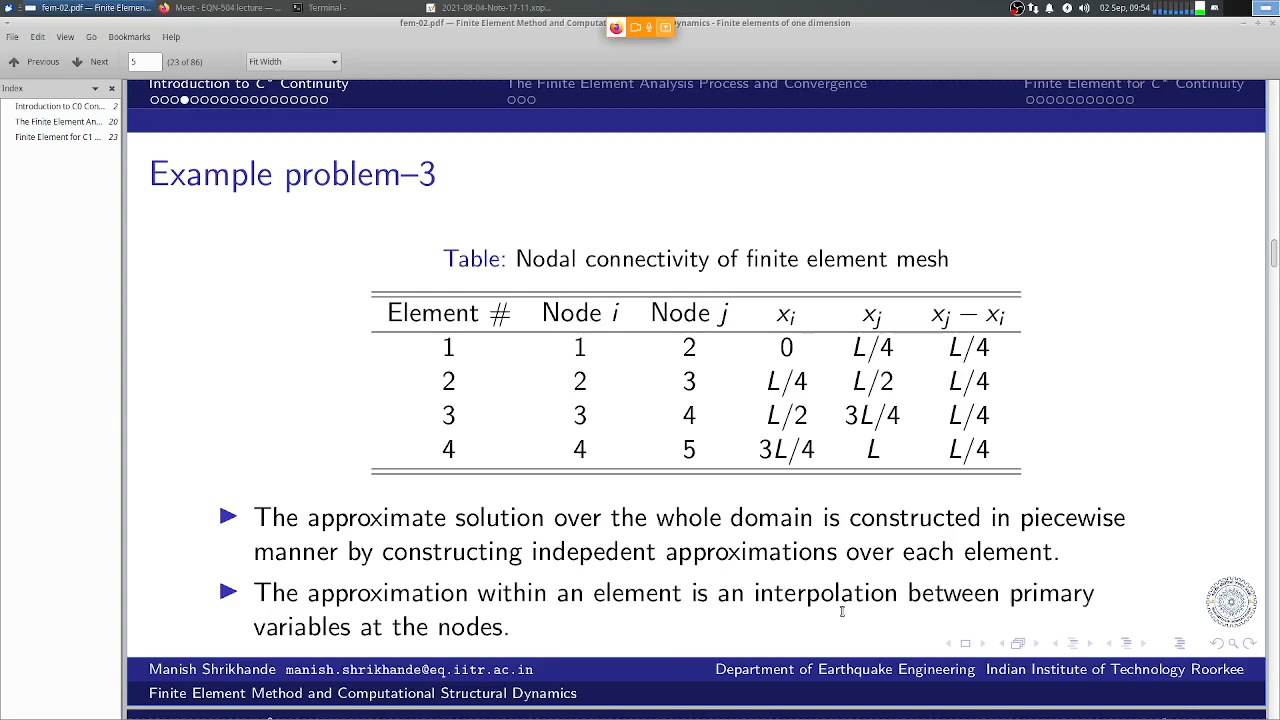 fem-02.pdf — Finite Elemen...
Meet - EQN-504 lecture — ...
Terminal -
2021-08-04-Note-17-11.xop...
02 Sep, 09:54
fem-02.pdf — Finite Element Method and Computat
ynamics - Finite elements of one dimension
File Edit View Go Bookmarks Help
Previous Next 5 (23 of 86) Fit Width
Index
Introduction to C0 Con... 2
The Finite Element An... 20
Finite Element for C1 ... 23
Introduction to C° Continuity The Finite Element Analysis Process and Convergence Finite Element for C¹ Continuity
Example problem–3
Table: Nodal connectivity of finite element mesh
Element # Node i Node j xᵢ xⱼ xⱼ − xᵢ
1 1 2 0 L/4 L/4
2 2 3 L/4 L/2 L/4
3 3 4 L/2 3L/4 L/4
4 4 5 3L/4 L L/4
The approximate solution over the whole domain is constructed in piecewise
manner by constructing indepedent approximations over each element.
The approximation within an element is an interpolation between primary
variables at the nodes.
Manish Shrikhande manish.shrikhande@eq.iitr.ac.in Department of Earthquake Engineering Indian Institute of Technology Roorkee
Finite Element Method and Computational Structural Dynamics